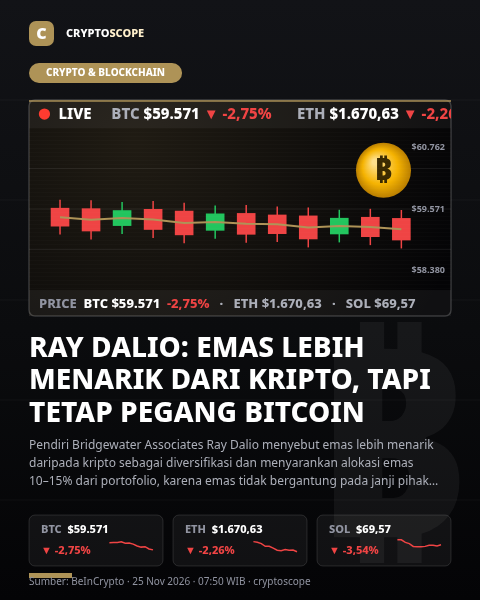 C CRYPTOSCOPE
CRYPTO & BLOCKCHAIN
LIVE BTC $59.571 ▼ -2,75% ETH $1.670,63 ▼ -2,26
$60.762
$59.571
$58.380
PRICE BTC $59.571 -2,75% · ETH $1.670,63 · SOL $69,57
RAY DALIO: EMAS LEBIH
MENARIK DARI KRIPTO, TAPI
TETAP PEGANG BITCOIN
Pendiri Bridgewater Associates Ray Dalio menyebut emas lebih menarik
daripada kripto sebagai diversifikasi dan menyarankan alokasi emas
10–15% dari portofolio, karena emas tidak bergantung pada janji pihak…
BTC $59.571
▼ -2,75%
ETH $1.670,63
▼ -2,26%
SOL $69,57
▼ -3,54%
Sumber: BeInCrypto · 25 Nov 2026 · 07:50 WIB · cryptoscope